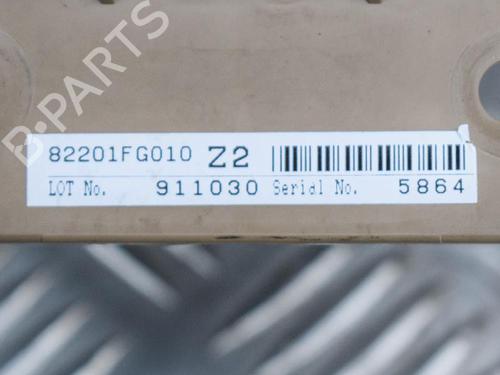 B-PARTS
82201FG010 Z2
LOT No. 911030 Serial No. 5864